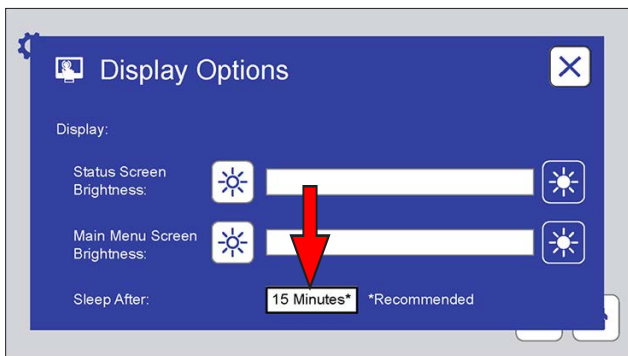 Display Options
Display:
Status Screen
Brightness:
Main Menu Screen
Brightness:
Sleep After:
15 Minutes*
*Recommended